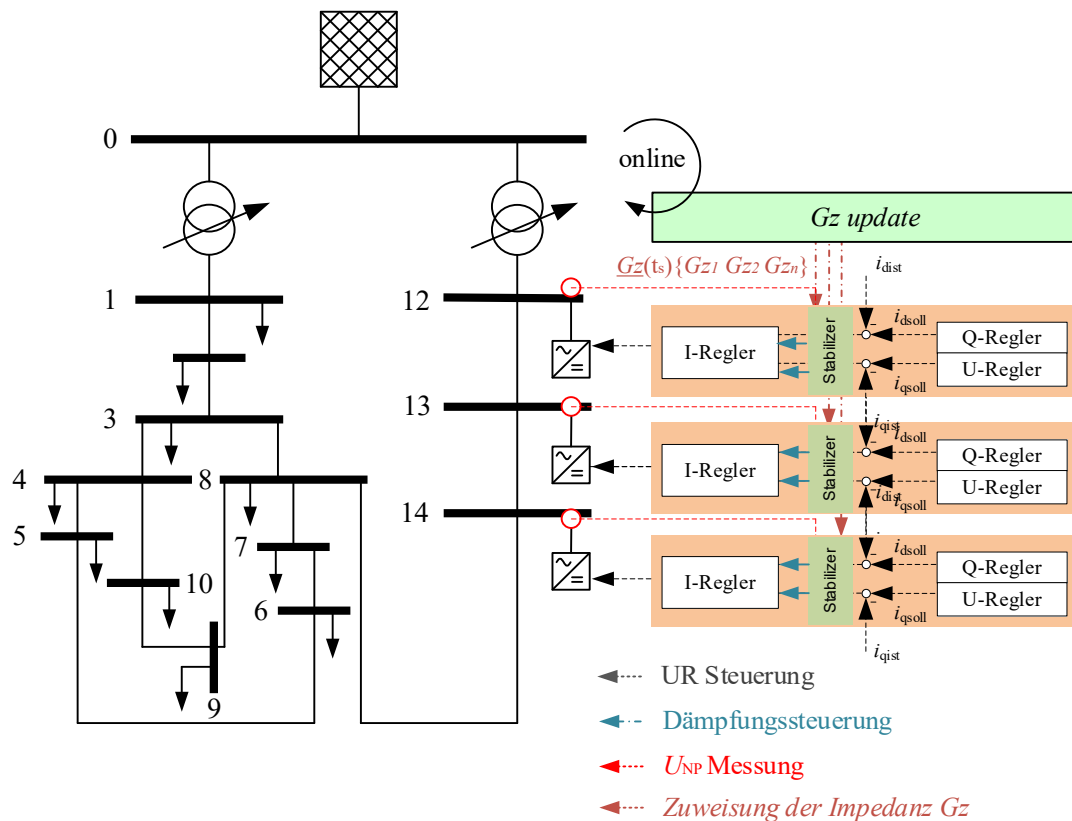 0
online
Gz update
Gz(ts){Gz1 Gz2 Gzn}
idist
1
12
I-Regler
Stabilizer
idsoll
iqsoll
Q-Regler
U-Regler
3
13
iqist
I-Regler
Stabilizer
idsoll
idist
iqsoll
Q-Regler
U-Regler
4
8
14
5
7
10
6
9
I-Regler
Stabilizer
idsoll
iqsoll
Q-Regler
U-Regler
iqist
UR Steuerung
Dämpfungssteuerung
UNP Messung
Zuweisung der Impedanz Gz